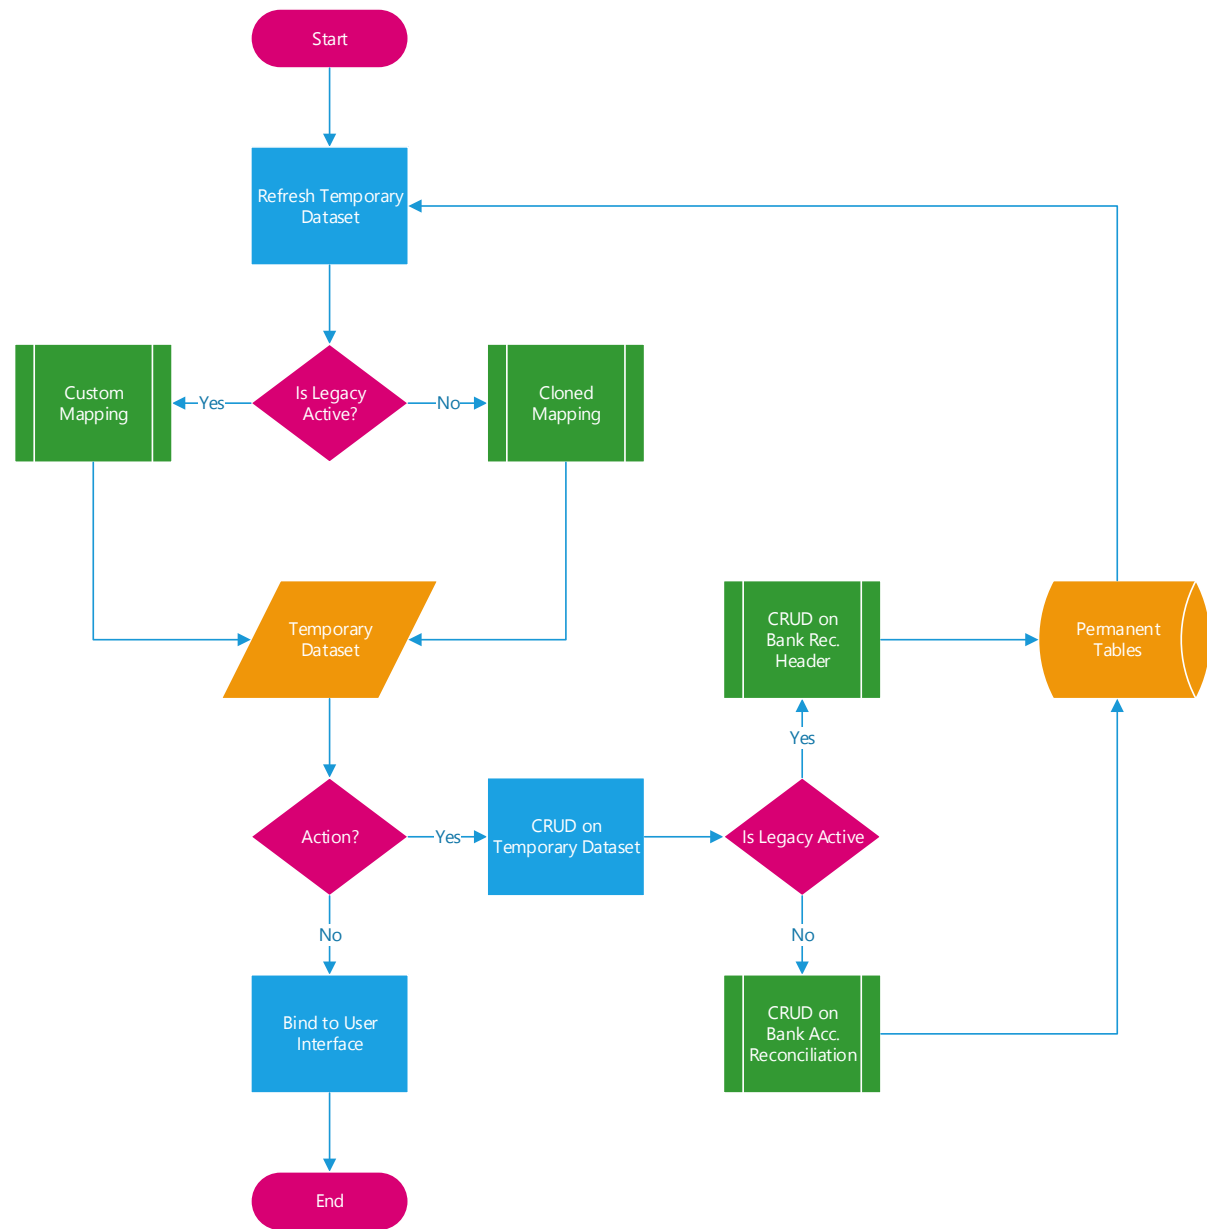 Start
Refresh Temporary
Dataset
Custom
Mapping
Yes
Is Legacy
Active?
No
Cloned
Mapping
Temporary
Dataset
CRUD on
Bank Rec.
Header
Permanent
Tables
Yes
Action?
Yes
CRUD on
Temporary Dataset
Is Legacy Active
No
No
Bind to User
Interface
CRUD on
Bank Acc.
Reconciliation
End